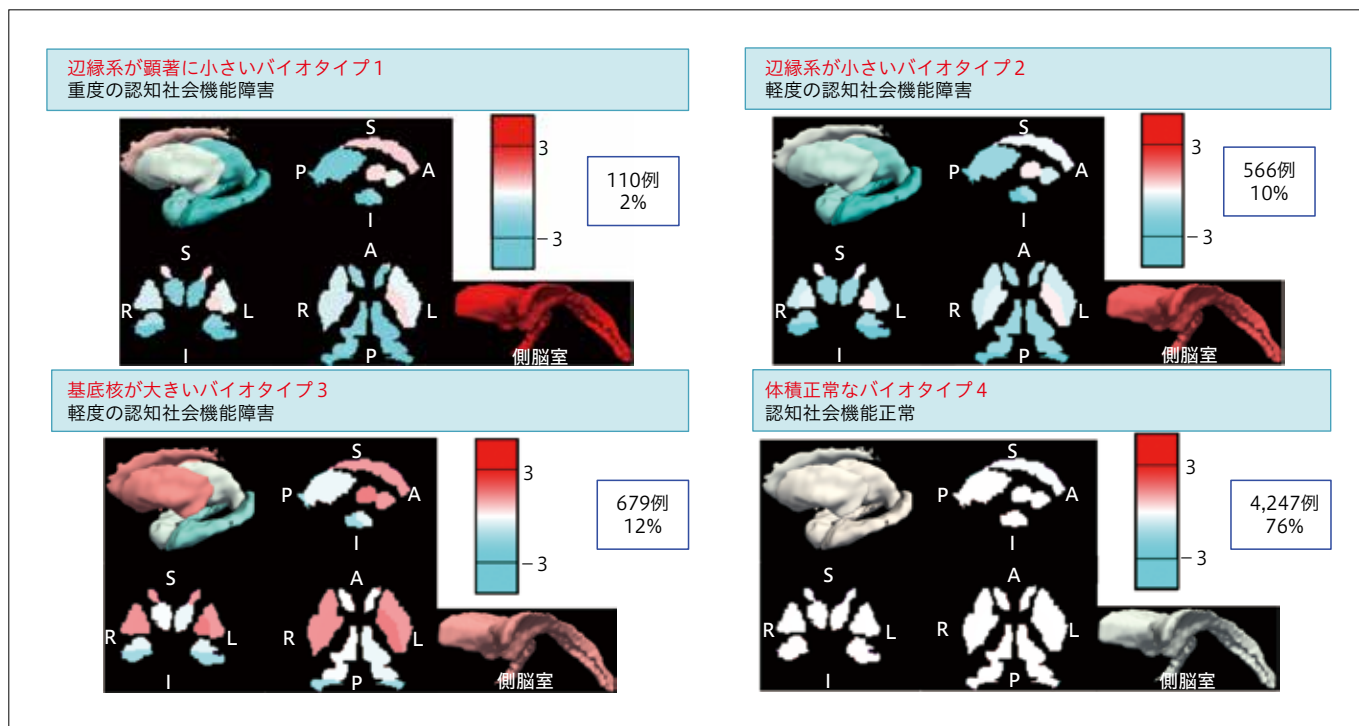 辺縁系が顕著に小さいバイオタイプ1
重度の認知社会機能障害
S
P
A
I
3
－3
110例
2%
S
R
L
I
A
R
L
P
側脳室
辺縁系が小さいバイオタイプ2
軽度の認知社会機能障害
S
P
A
I
3
－3
566例
10%
S
R
L
I
A
R
L
P
側脳室
基底核が大きいバイオタイプ3
軽度の認知社会機能障害
S
P
A
I
3
－3
679例
12%
S
R
L
I
A
R
L
P
側脳室
体積正常なバイオタイプ4
認知社会機能正常
S
P
A
I
3
－3
4,247例
76%
S
R
L
I
A
R
L
P
側脳室